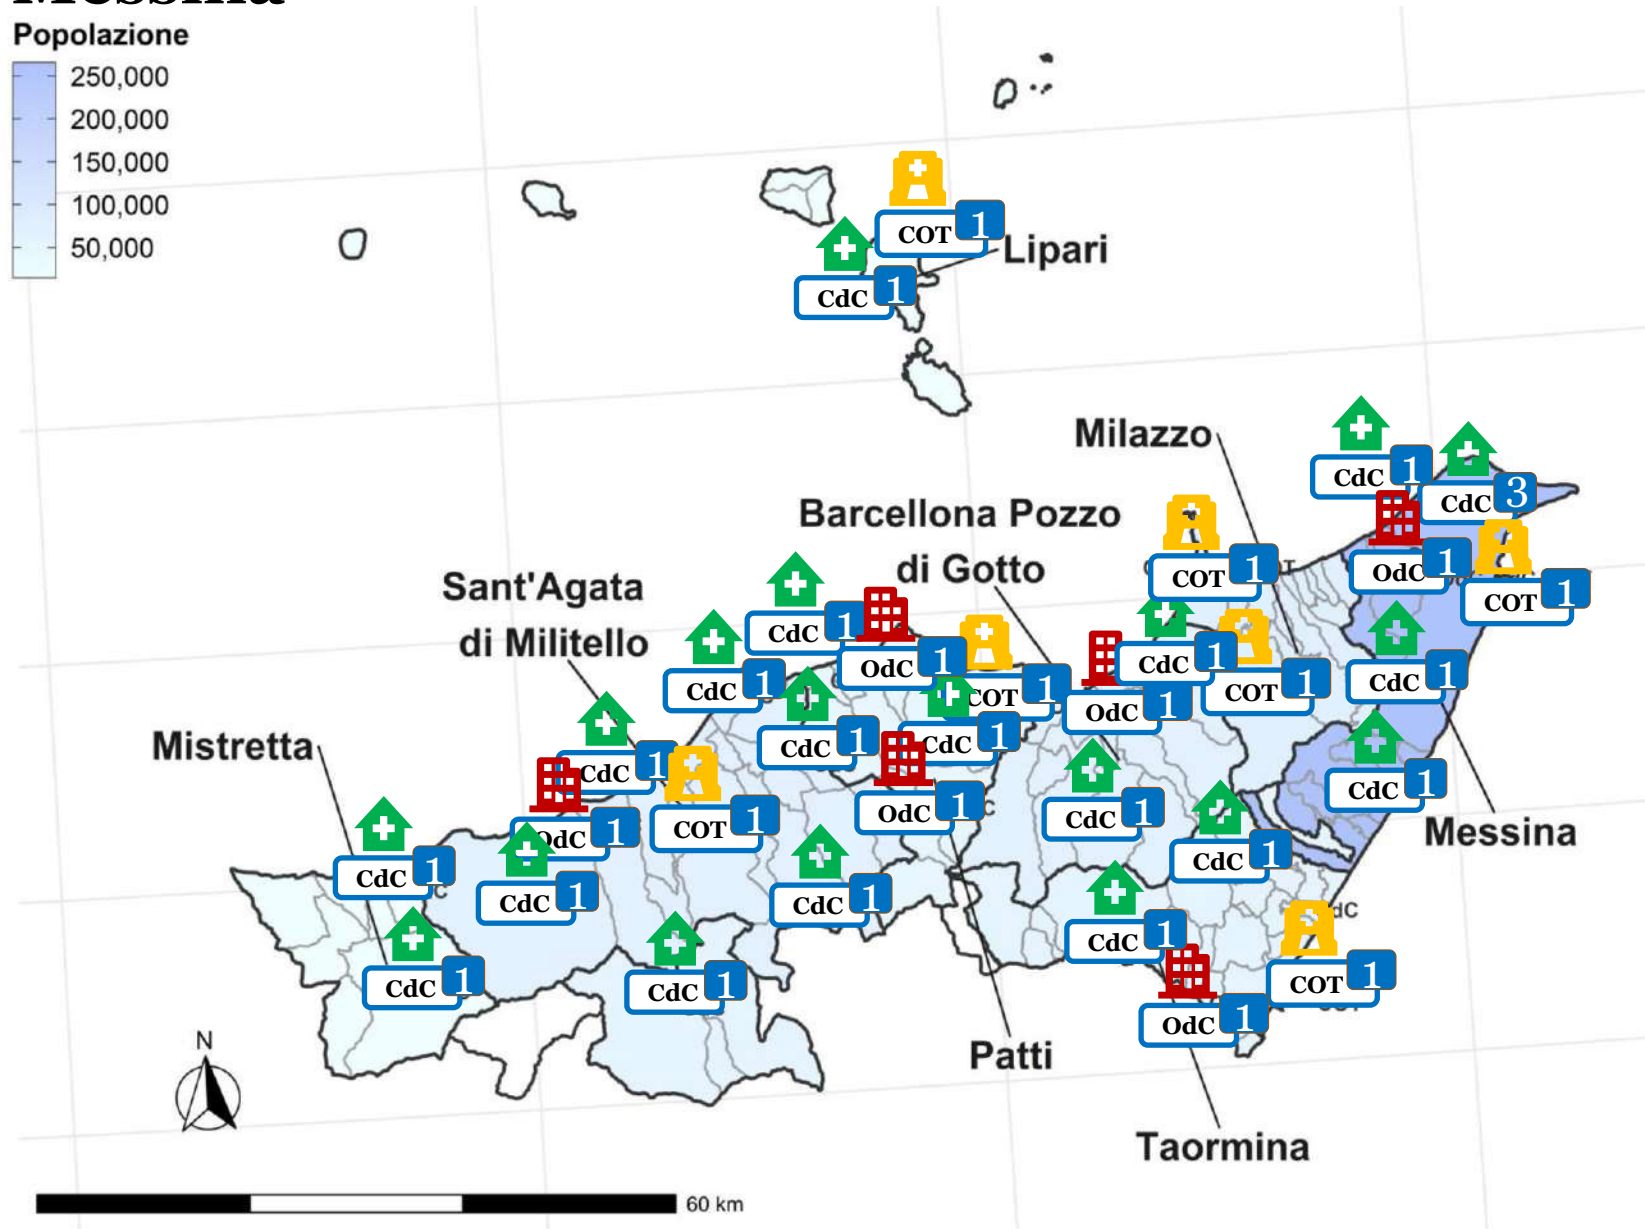 Messina
Popolazione
250,000
200,000
150,000
100,000
50,000
COT 1
Lipari
CdC 1
Milazzo
CdC 1
CdC 3
Barcellona Pozzo
di Gotto
OdC 1
COT 1
COT 1
Sant'Agata
di Militello
CdC 1
OdC 1
CdC 1
COT 1
CdC 1
OdC 1
COT 1
CdC 1
CdC 1
CdC 1
Mistretta
CdC 1
COT 1
OdC 1
CdC 1
OdC 1
CdC 1
CdC 1
Messina
CdC 1
CdC 1
CdC 1
CdC 1
CdC 1
CdC 1
CdC 1
COT 1
OdC 1
N
Patti
Taormina
60 km